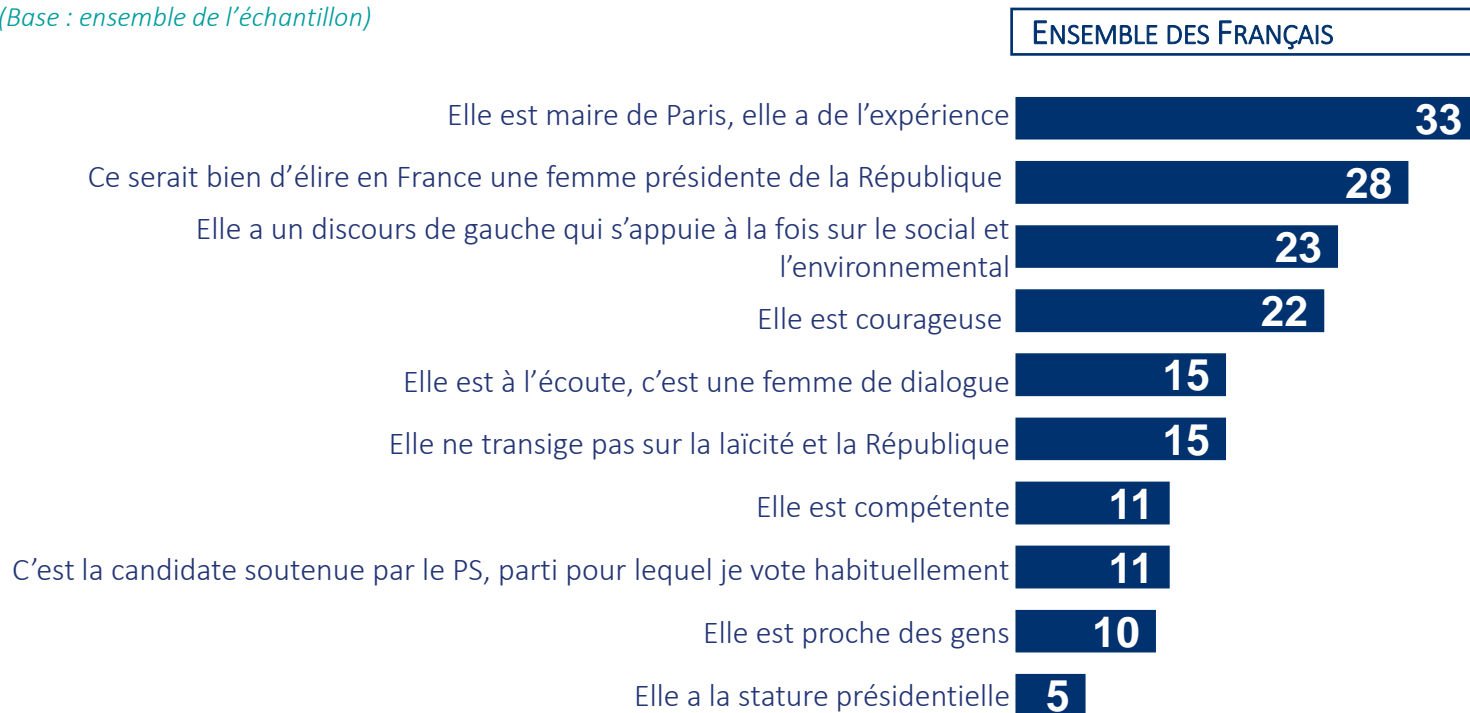 (Base : ensemble de l’échantillon)
ENSEMBLE DES FRANÇAIS
Elle est maire de Paris, elle a de l’expérience 33
Ce serait bien d’élire en France une femme présidente de la République 28
Elle a un discours de gauche qui s’appuie à la fois sur le social et
l’environnemental 23
Elle est courageuse 22
Elle est à l’écoute, c’est une femme de dialogue 15
Elle ne transige pas sur la laïcité et la République 15
Elle est compétente 11
C’est la candidate soutenue par le PS, parti pour lequel je vote habituellement 11
Elle est proche des gens 10
Elle a la stature présidentielle 5